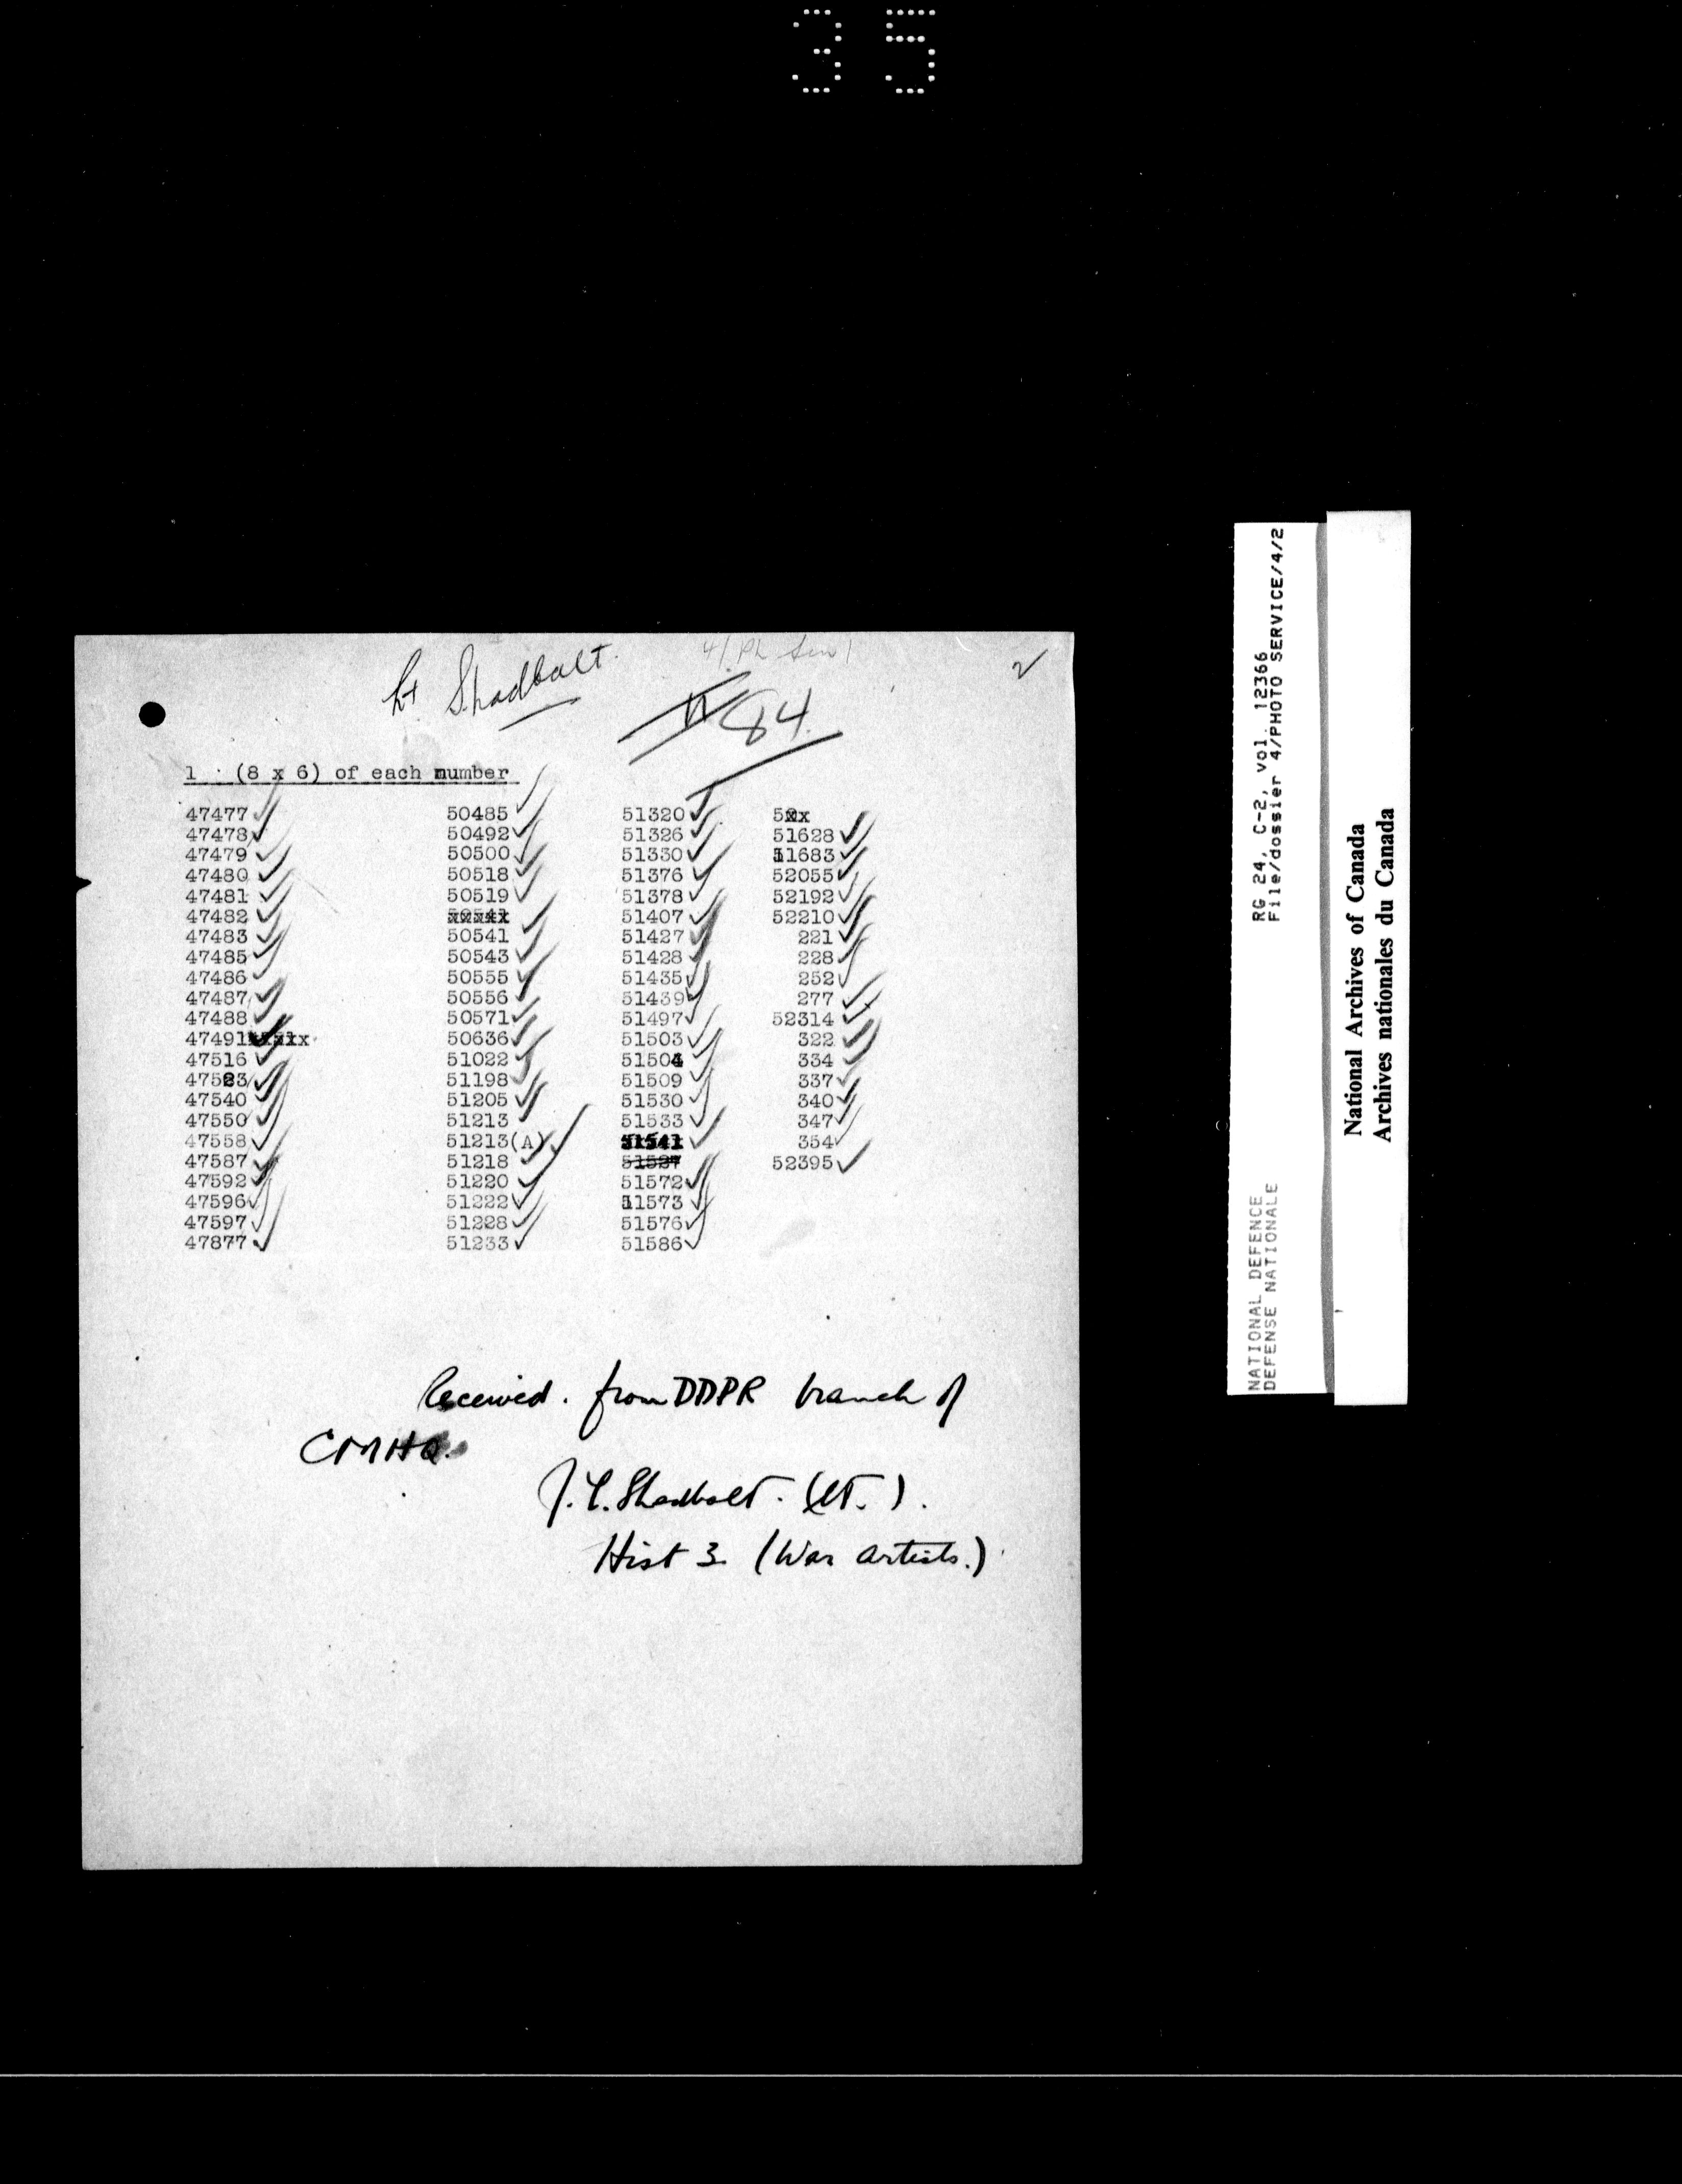 35
Lt Shadbolt.
84
1 (8 x 6) of each number
47477 50485 51320 52xx
47478 50492 51326 51628
47479 50500 51330 51683
47480 50518 51376 52055
47481 50519 51378 52192
47482 xxxxx 51407 52210
47483 50541 51427 221
47485 50543 51428 228
47486 50555 51435 252
47487 50556 51439 277
47488 50571 51497 52314
47491 50636 51503 322
47516 51022 51504 334
47523 51198 51509 337
47540 51205 51530 340
47550 51213 51533 347
47558 51213(A) 51541 354
47587 51218 51527 52395
47592 51220 51572
47596 51222 51573
47597 51228 51576
47877 51233 51586
Received. from DDPR branch of
CMHQ.
J.L. Shadbolt. (Lt.).
Hist 3 (War artists.)
RG 24, C-2, vol. 12366
File/dossier 4/PHOTO SERVICE/4/2
NATIONAL DEFENCE
DEFENSE NATIONALE
National Archives of Canada
Archives nationales du Canada